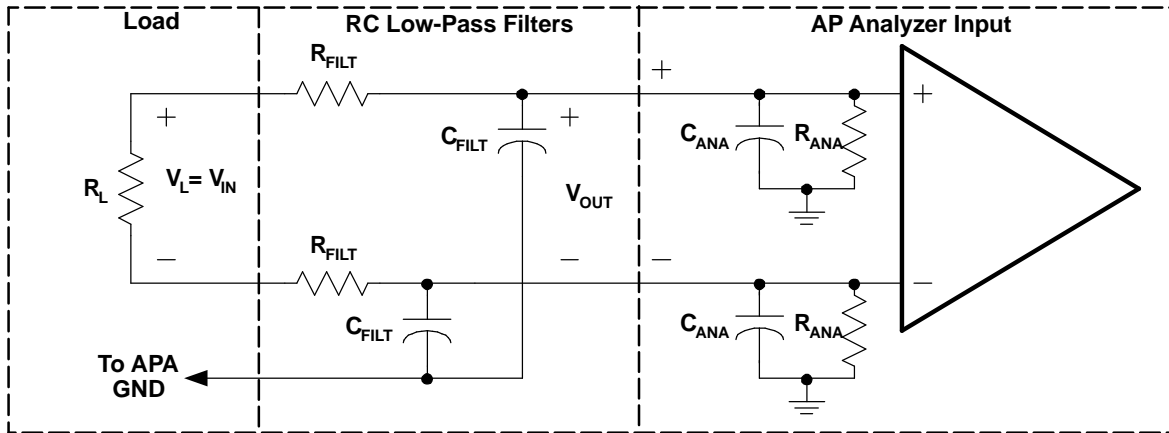 Load
RC Low-Pass Filters
AP Analyzer Input
R_FILT
+
+
+
+
C_FILT
C_ANA
R_ANA
R_L
V_L= V_IN
V_OUT
R_FILT
−
−
−
−
C_FILT
C_ANA
R_ANA
To APA
GND